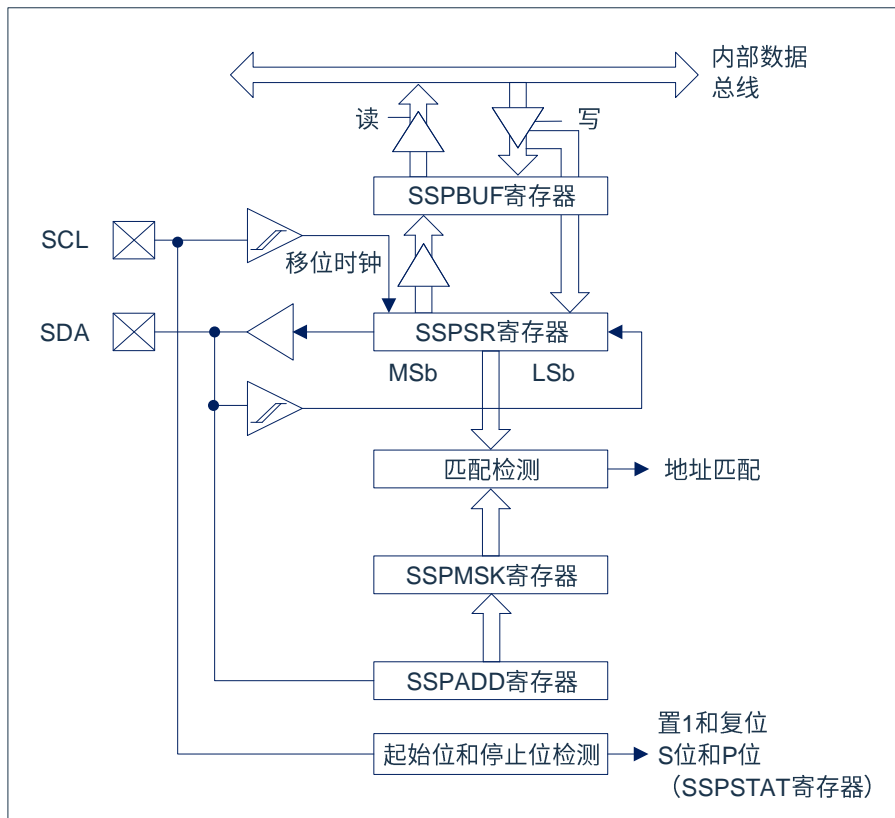 内部数据
总线
读
写
SSPBUF寄存器
SCL
移位时钟
SDA
SSPSR寄存器
MSb
LSb
匹配检测
地址匹配
SSPMSK寄存器
SSPADD寄存器
起始位和停止位检测
置1和复位
S位和P位
（SSPSTAT寄存器）